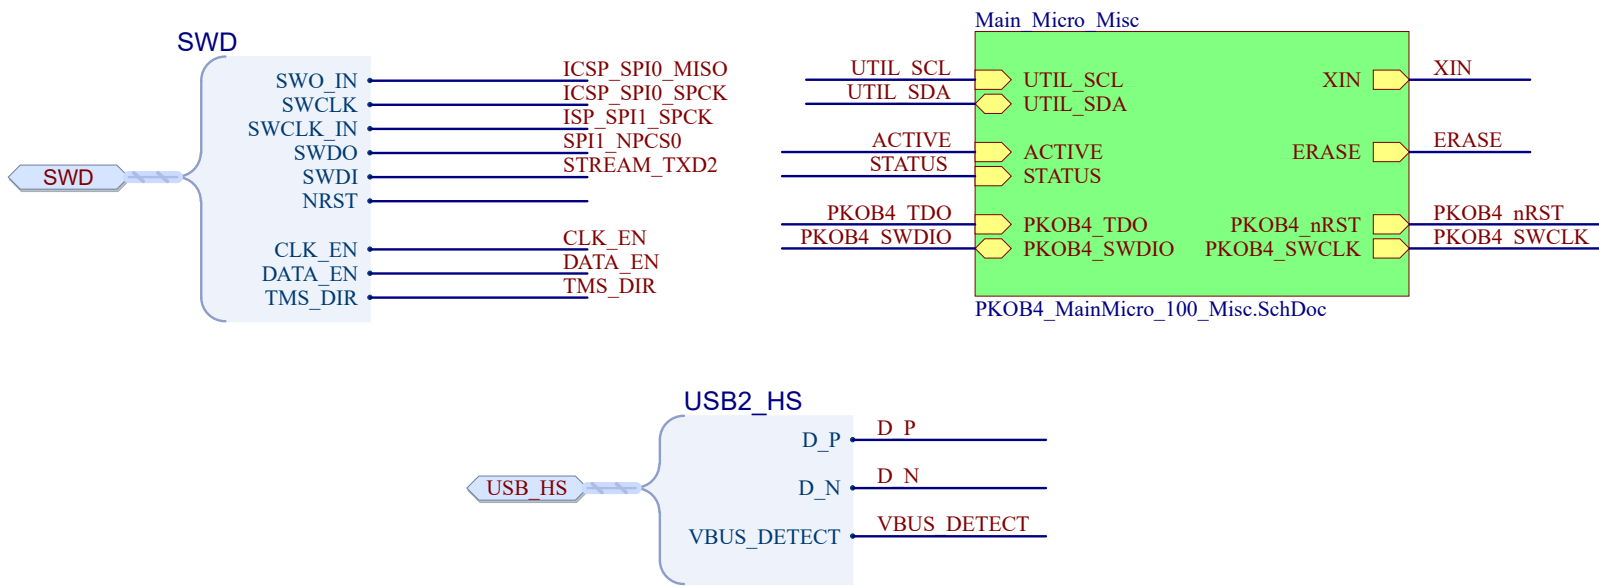 SWD
SWO_IN ICSP_SPI0_MISO
SWCLK ICSP_SPI0_SPCK
SWCLK_IN ISP_SPI1_SPCK
SWDO SPI1_NPCS0
SWD SWDI STREAM_TXD2
NRST
CLK_EN CLK_EN
DATA_EN DATA_EN
TMS_DIR TMS_DIR
Main_Micro_Misc
UTIL_SCL UTIL_SCL XIN XIN
UTIL_SDA UTIL_SDA
ACTIVE ACTIVE ERASE ERASE
STATUS STATUS
PKOB4_TDO PKOB4_TDO PKOB4_nRST PKOB4_nRST
PKOB4_SWDIO PKOB4_SWDIO PKOB4_SWCLK PKOB4_SWCLK
PKOB4_MainMicro_100_Misc.SchDoc
USB2_HS
D_P D_P
USB_HS D_N D_N
VBUS_DETECT VBUS_DETECT